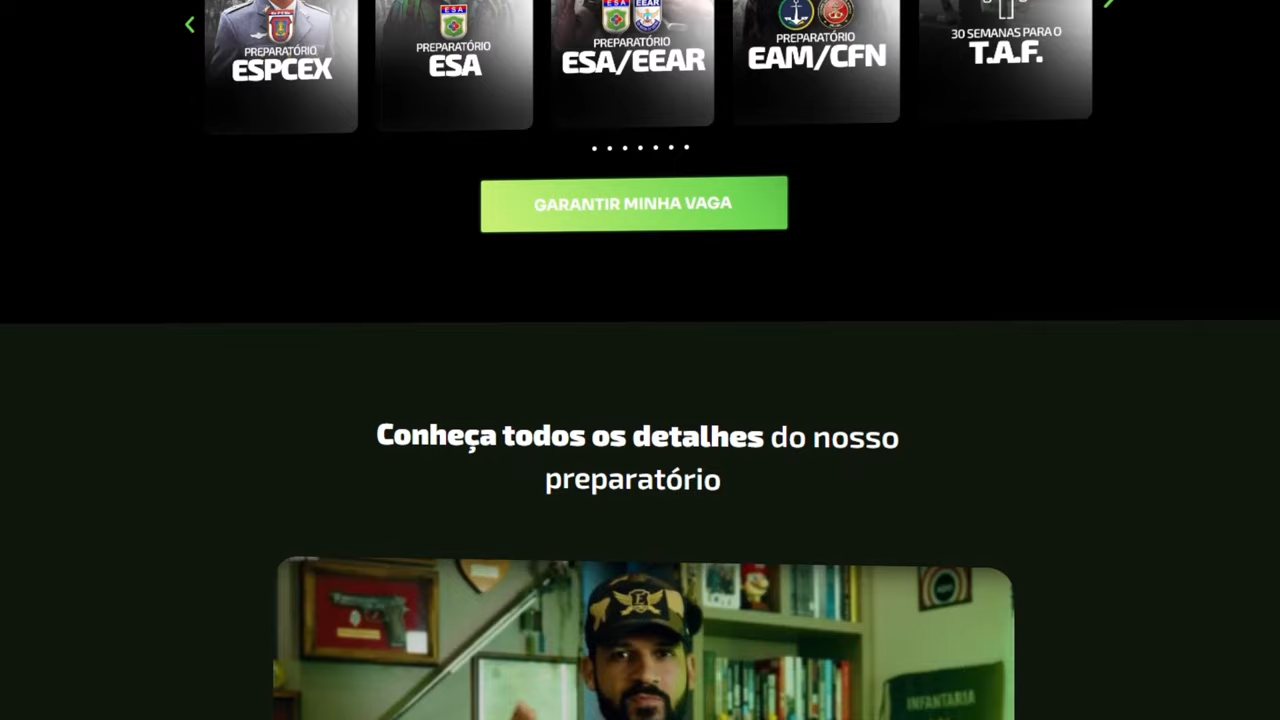 ESA
ESA EEAR
PREPARATÓRIO
ESPCEX
PREPARATÓRIO
ESA
PREPARATÓRIO
ESA/EEAR
PREPARATÓRIO
EAM/CFN
30 SEMANAS PARA O
T.A.F.
GARANTIR MINHA VAGA
Conheça todos os detalhes do nosso
preparatório
INFANTARIA